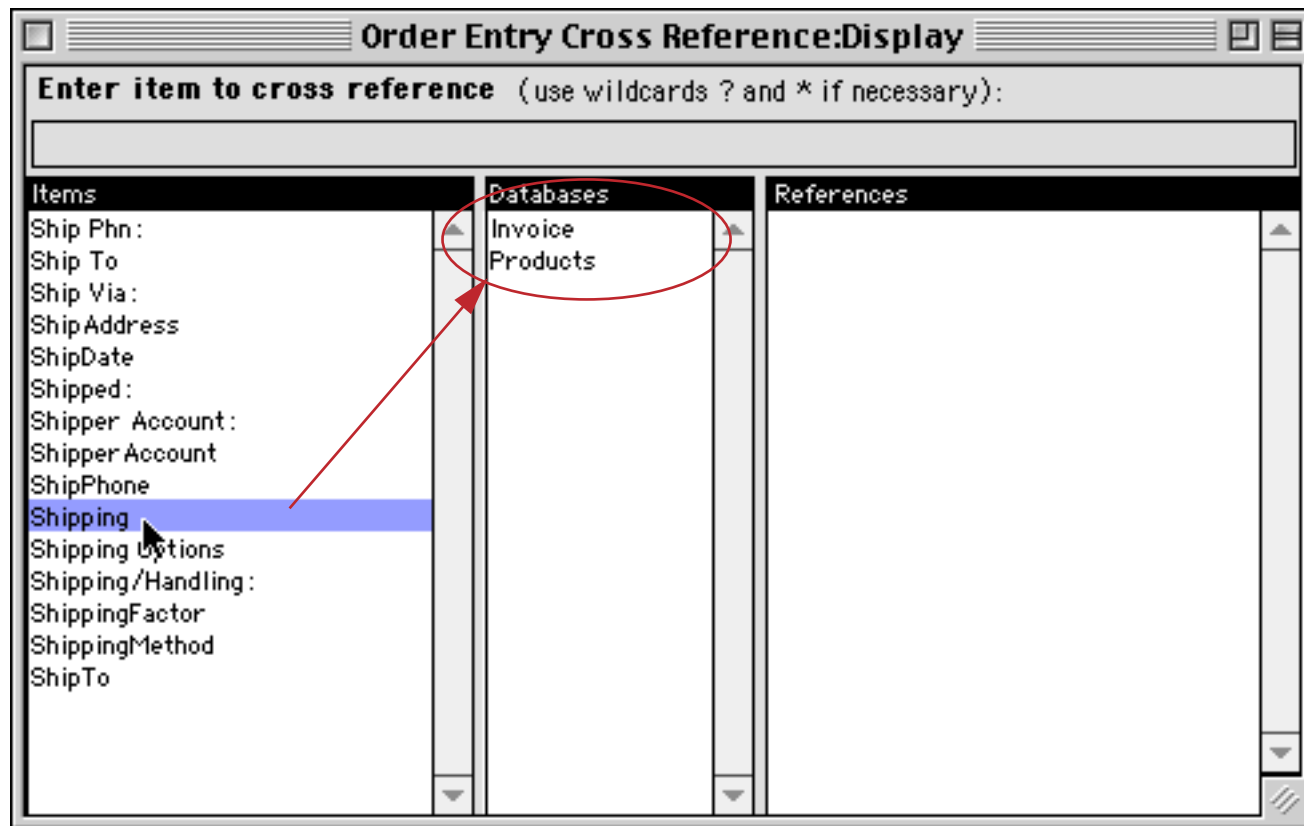 Order Entry Cross Reference:Display
Enter item to cross reference (use wildcards ? and * if necessary):
Items
Databases
References
Ship Phn:
Ship To
Ship Via:
ShipAddress
ShipDate
Shipped:
Shipper Account:
ShipperAccount
ShipPhone
Shipping
Shipping Options
Shipping/Handling:
ShippingFactor
ShippingMethod
ShipTo
Invoice
Products